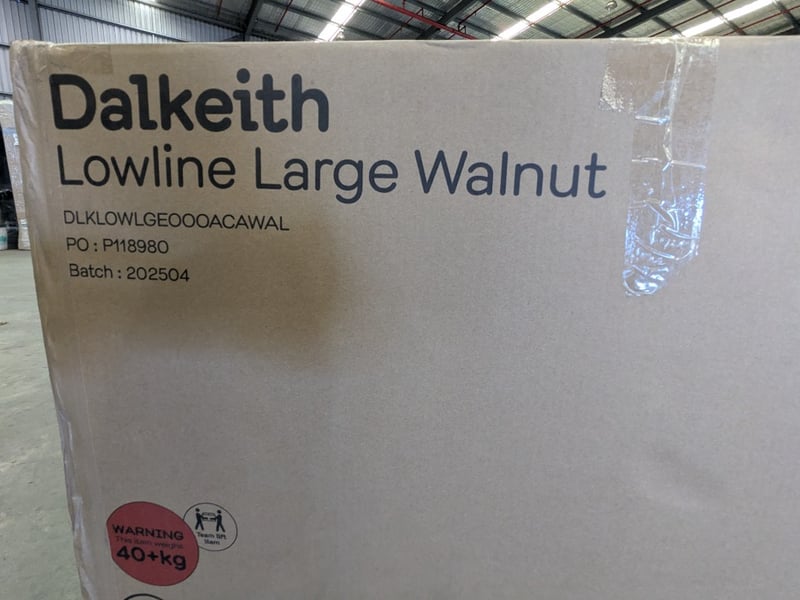 Dalkeith
Lowline Large Walnut
DLKLOWLGE000ACAWAL
PO : P118980
Batch : 202504
WARNING
This item weighs
40+kg
Team lift
item